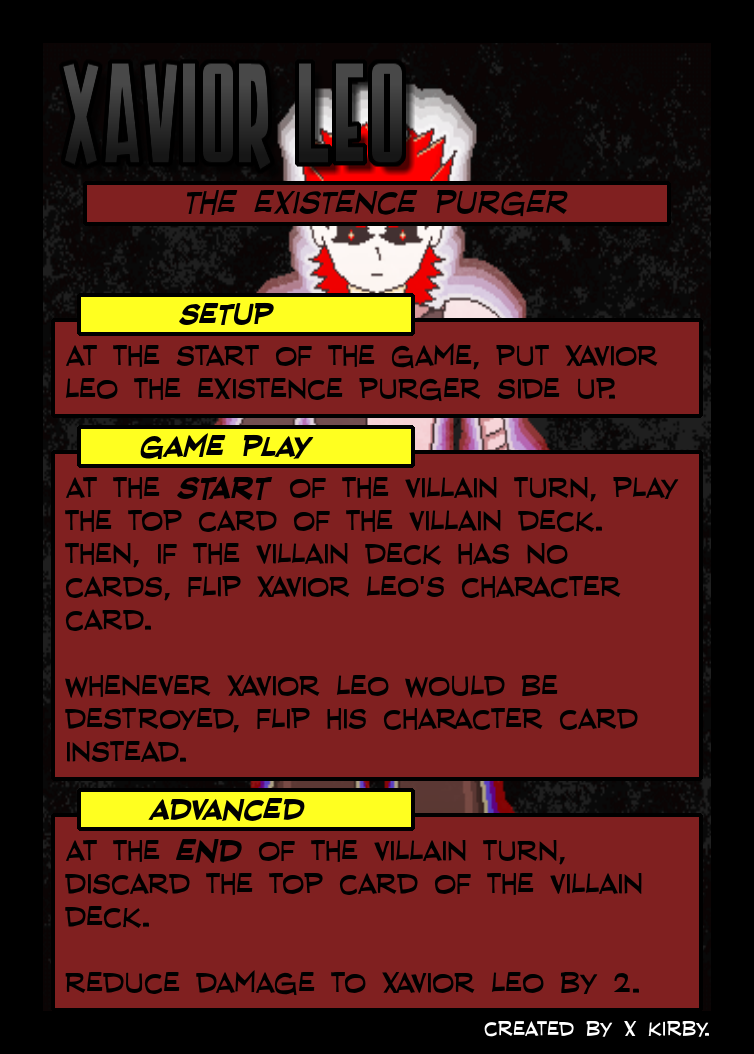 XAVIOR LEO
THE EXISTENCE PURGER
SETUP
AT THE START OF THE GAME, PUT XAVIOR
LEO THE EXISTENCE PURGER SIDE UP.
GAME PLAY
AT THE START OF THE VILLAIN TURN, PLAY
THE TOP CARD OF THE VILLAIN DECK.
THEN, IF THE VILLAIN DECK HAS NO
CARDS, FLIP XAVIOR LEO'S CHARACTER
CARD.
WHENEVER XAVIOR LEO WOULD BE
DESTROYED, FLIP HIS CHARACTER CARD
INSTEAD.
ADVANCED
AT THE END OF THE VILLAIN TURN,
DISCARD THE TOP CARD OF THE VILLAIN
DECK.
REDUCE DAMAGE TO XAVIOR LEO BY 2.
CREATED BY X KIRBY.